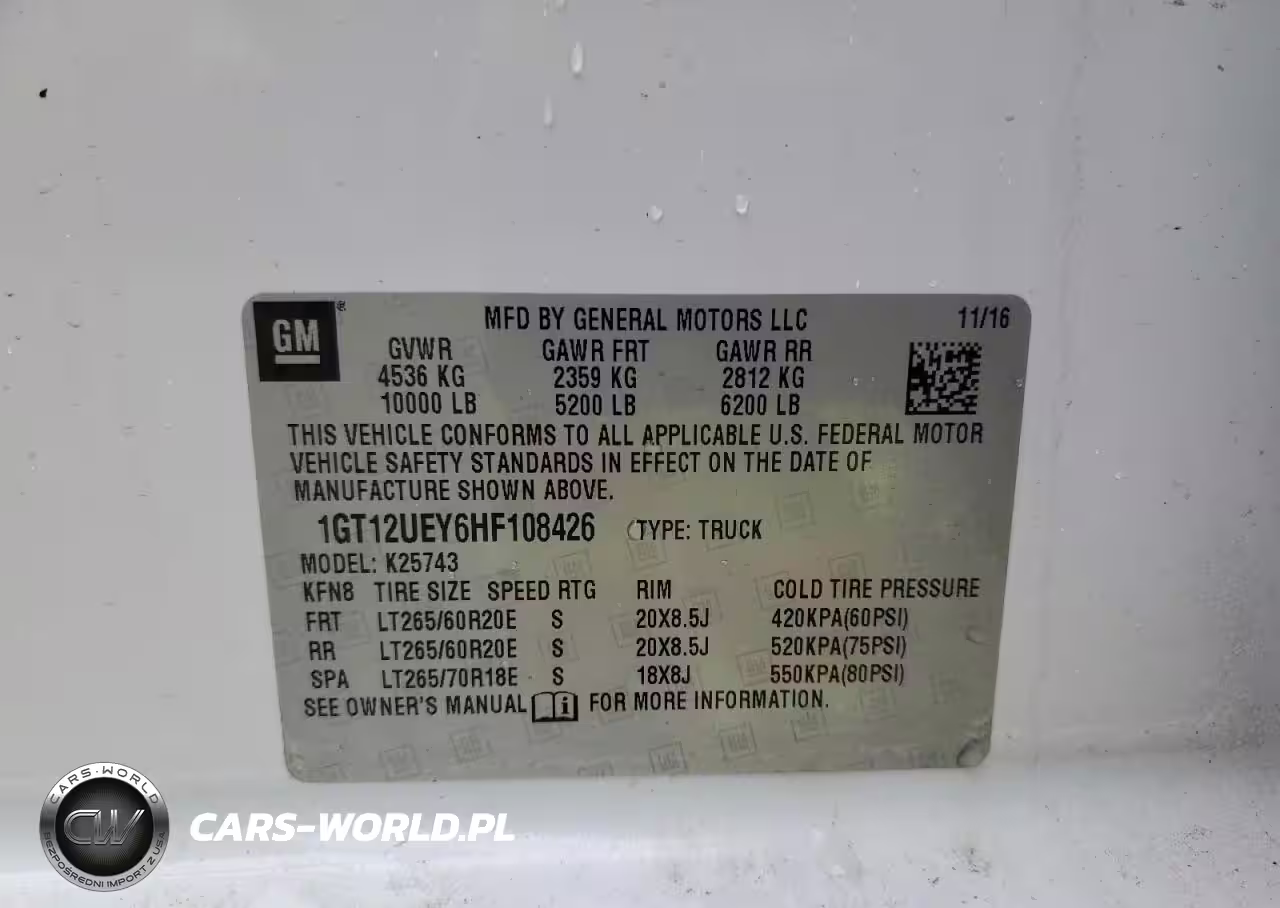 GM ®
MFD BY GENERAL MOTORS LLC 11/16
GVWR GAWR FRT GAWR RR
4536 KG 2359 KG 2812 KG
10000 LB 5200 LB 6200 LB
THIS VEHICLE CONFORMS TO ALL APPLICABLE U.S. FEDERAL MOTOR
VEHICLE SAFETY STANDARDS IN EFFECT ON THE DATE OF
MANUFACTURE SHOWN ABOVE.
1GT12UEY6HF108426 TYPE: TRUCK
MODEL: K25743
KFN8 TIRE SIZE SPEED RTG RIM COLD TIRE PRESSURE
FRT LT265/60R20E S 20X8.5J 420KPA(60PSI)
RR LT265/60R20E S 20X8.5J 520KPA(75PSI)
SPA LT265/70R18E S 18X8J 550KPA(80PSI)
SEE OWNER'S MANUAL i FOR MORE INFORMATION.
CARS-WORLD
CW
BEZPOŚREDNI IMPORT Z USA
CARS-WORLD.PL